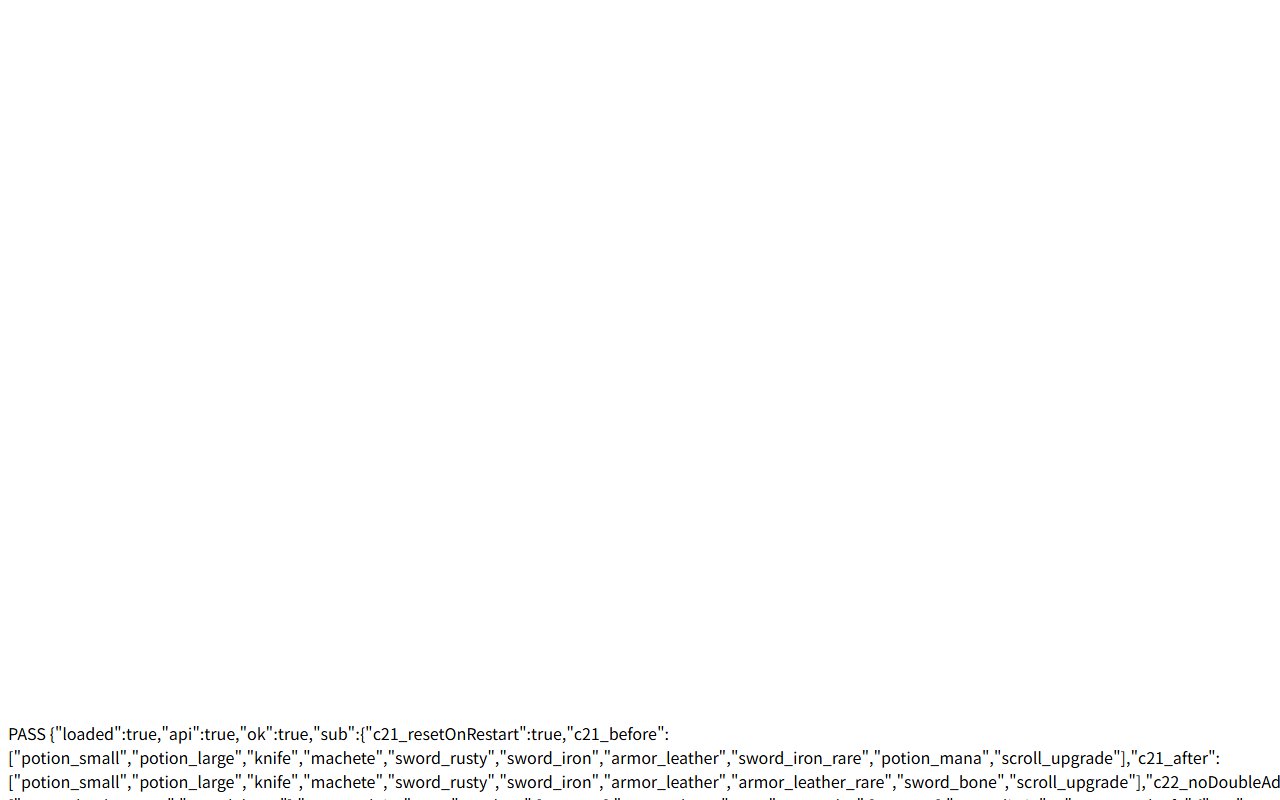 PASS {"loaded":true,"api":true,"ok":true,"sub":{"c21_resetOnRestart":true,"c21_before":
["potion_small","potion_large","knife","machete","sword_rusty","sword_iron","armor_leather","sword_iron_rare","potion_mana","scroll_upgrade"],"c21_after":
["potion_small","potion_large","knife","machete","sword_rusty","sword_iron","armor_leather","armor_leather_rare","sword_bone","scroll_upgrade"],"c22_noDoubleAd